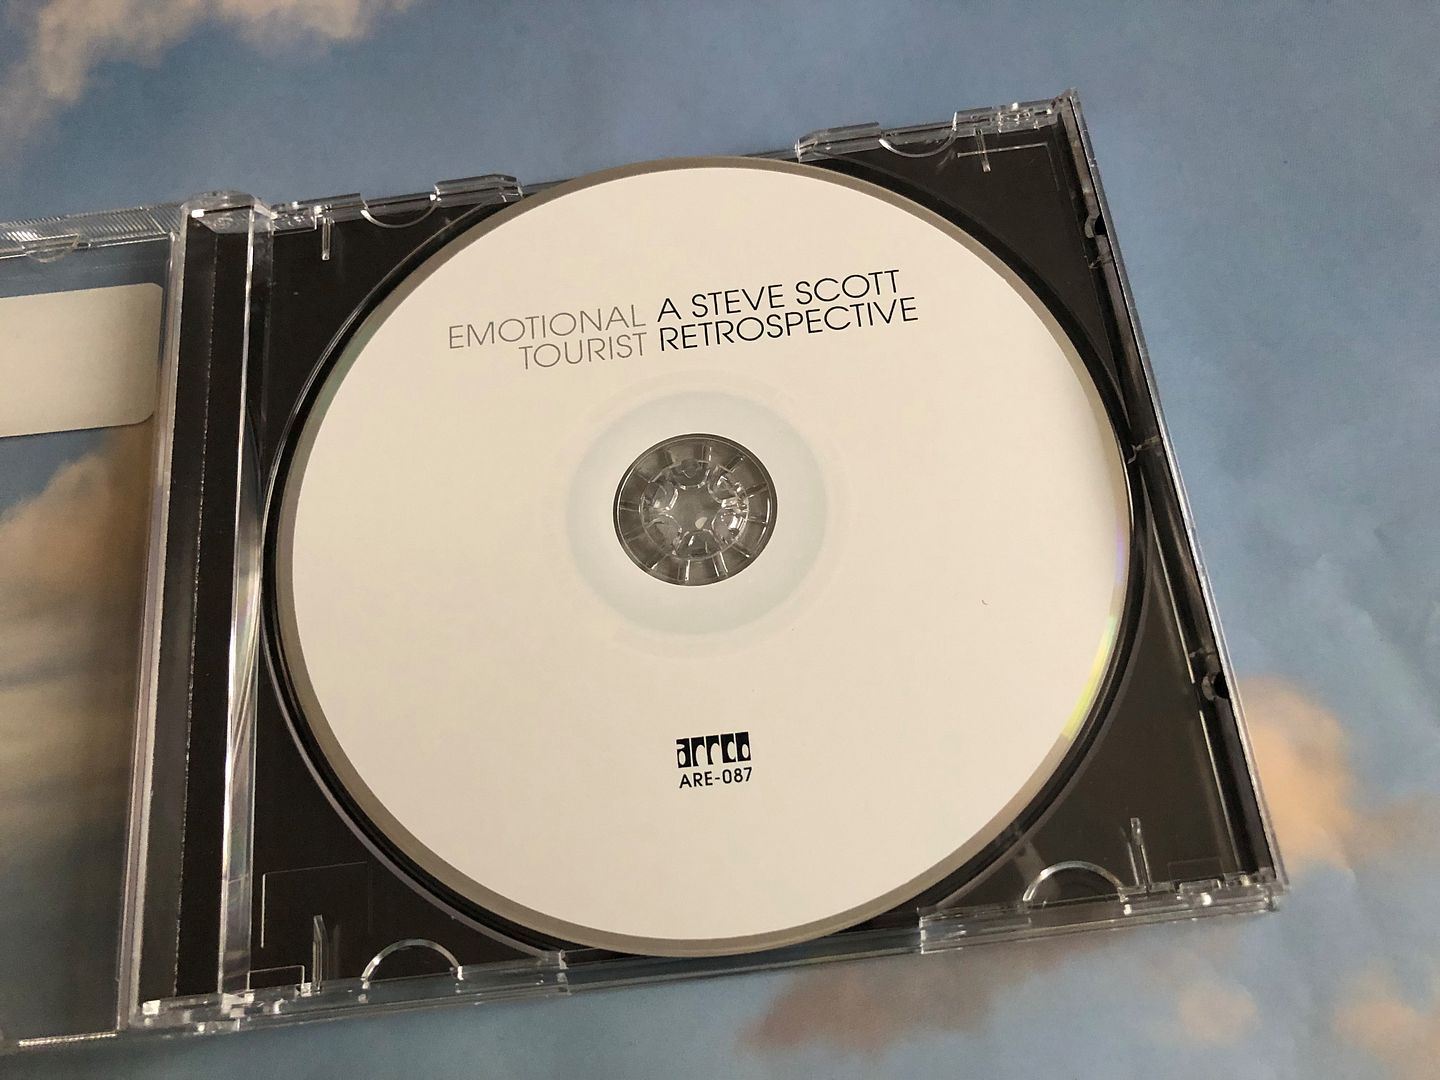 EMOTIONAL A STEVE SCOTT
TOURIST RETROSPECTIVE
arrco
ARE-087